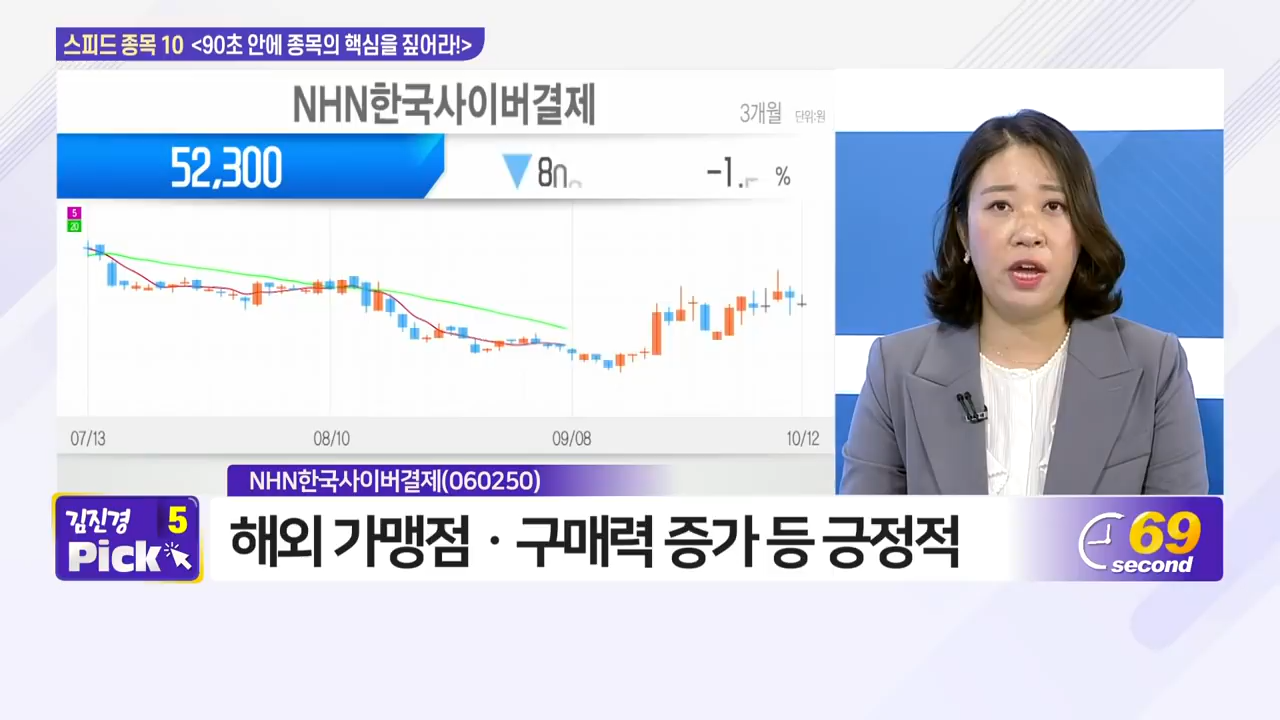 스피드 종목 10 <90초 안에 종목의 핵심을 짚어라!>
NHN한국사이버결제
3개월 단위:원
52,300 ▼ %
5
20
07/13 08/10 09/08 10/12
NHN한국사이버결제(060250)
김진경 5
Pick
해외 가맹점 · 구매력 증가 등 긍정적
69
second